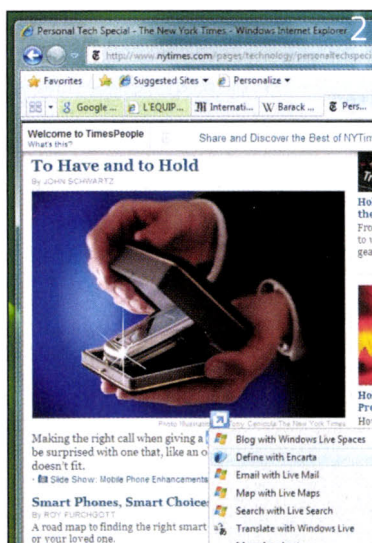 Personal Tech Special - The New York Times - Windows Internet Explorer
2
http://www.nytimes.com/pages/technology/personaltechspeci
Favorites
Suggested Sites
Personalize
Google ...
L'EQUIP...
Internati...
W Barack ...
Pers...
Welcome to TimesPeople
What's this?
Share and Discover the Best of NYTim
To Have and to Hold
By JOHN SCHWARTZ
Photo Illustration Tony Cenicola/The New York Times
Making the right call when giving a
be surprised with one that, like an o
doesn't fit.
Slide Show: Mobile Phone Enhancements
Smart Phones, Smart Choices
By ROY FURCHGOTT
A road map to finding the right smart
or your loved one.
Blog with Windows Live Spaces
Define with Encarta
Email with Live Mail
Map with Live Maps
Search with Live Search
Translate with Windows Live
Ho
the
Fro
to v
gea
Ho
Pr
Ho